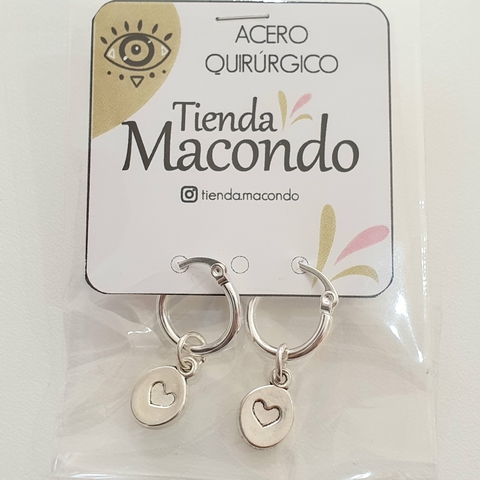 ACERO
QUIRÚRGICO
Tienda
Macondo
tienda.macondo